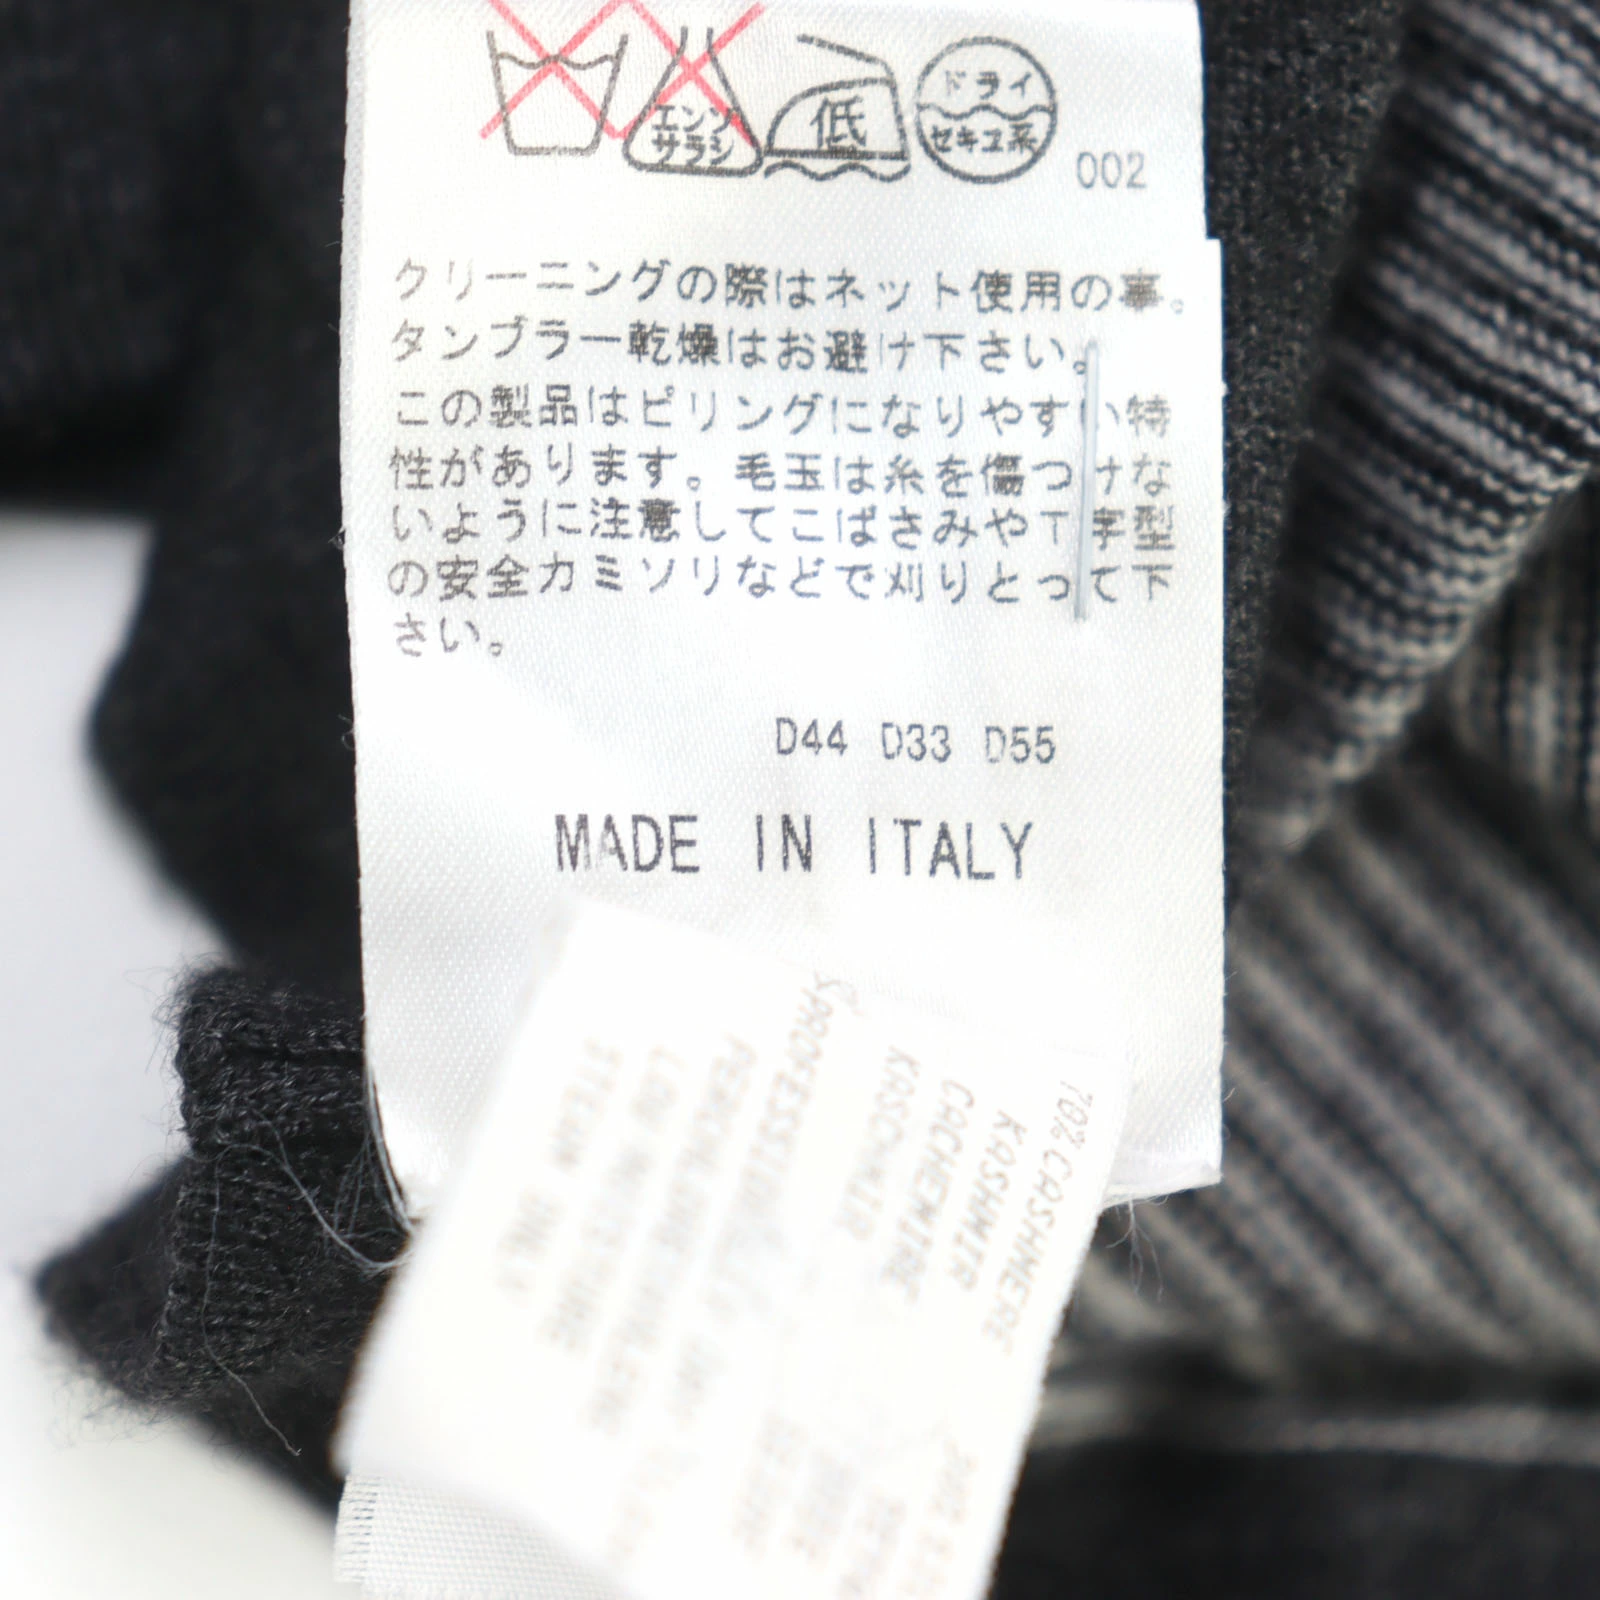 エンソ
サラシ
低
ドライ
セキユ系
002
クリーニングの際はネット使用の事。
タンブラー乾燥はお避け下さい。
この製品はピリングになりやすい特
性があります。毛玉は糸を傷つけな
いように注意してこばさみやT字型
の安全カミソリなどで刈りとって下
さい。
D44 D33 D55
MADE IN ITALY
70% CASHMERE
KASHMIR
CACHEMIRE
KASCHMIR